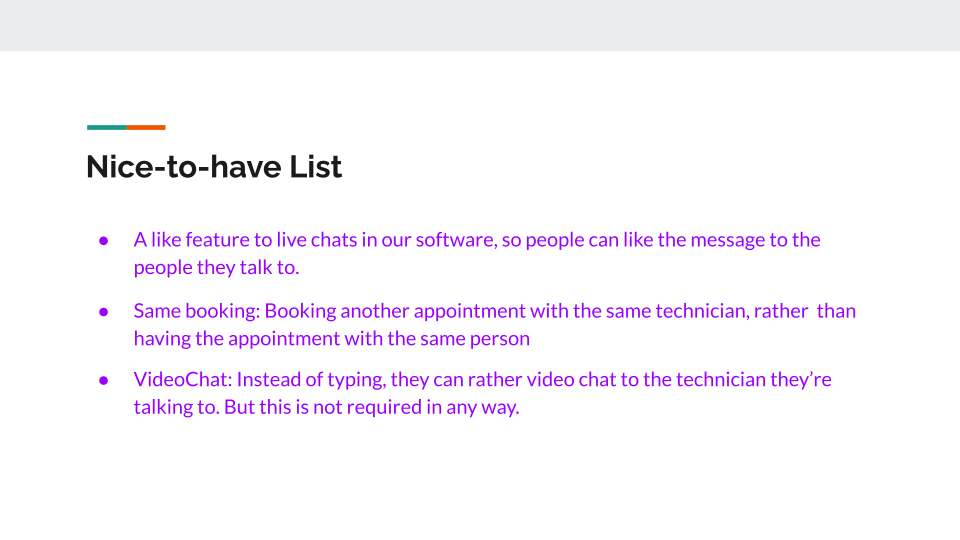 Nice-to-have List
● A like feature to live chats in our software, so people can like the message to the
people they talk to.
● Same booking: Booking another appointment with the same technician, rather  than
having the appointment with the same person
● VideoChat: Instead of typing, they can rather video chat to the technician they’re
talking to. But this is not required in any way.